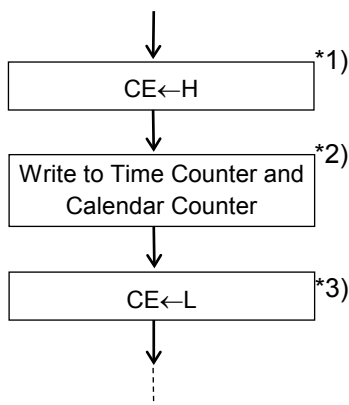 *1)
CE←H
*2)
Write to Time Counter and
Calendar Counter
*3)
CE←L